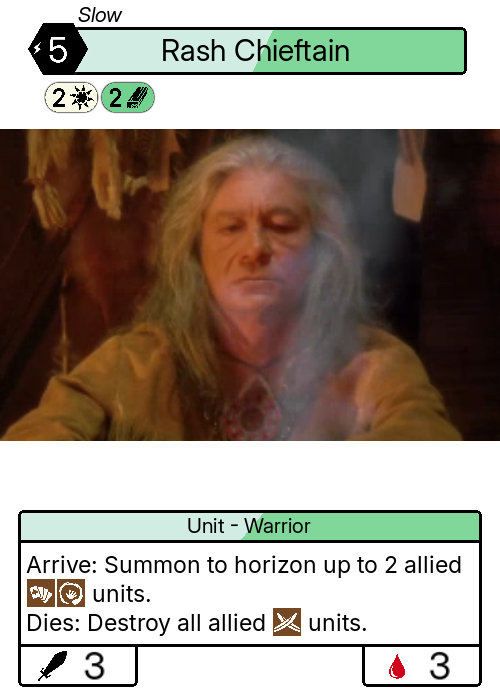 Slow
5
Rash Chieftain
2 2
Unit - Warrior
Arrive: Summon to horizon up to 2 allied
units.
Dies: Destroy all allied units.
3 3